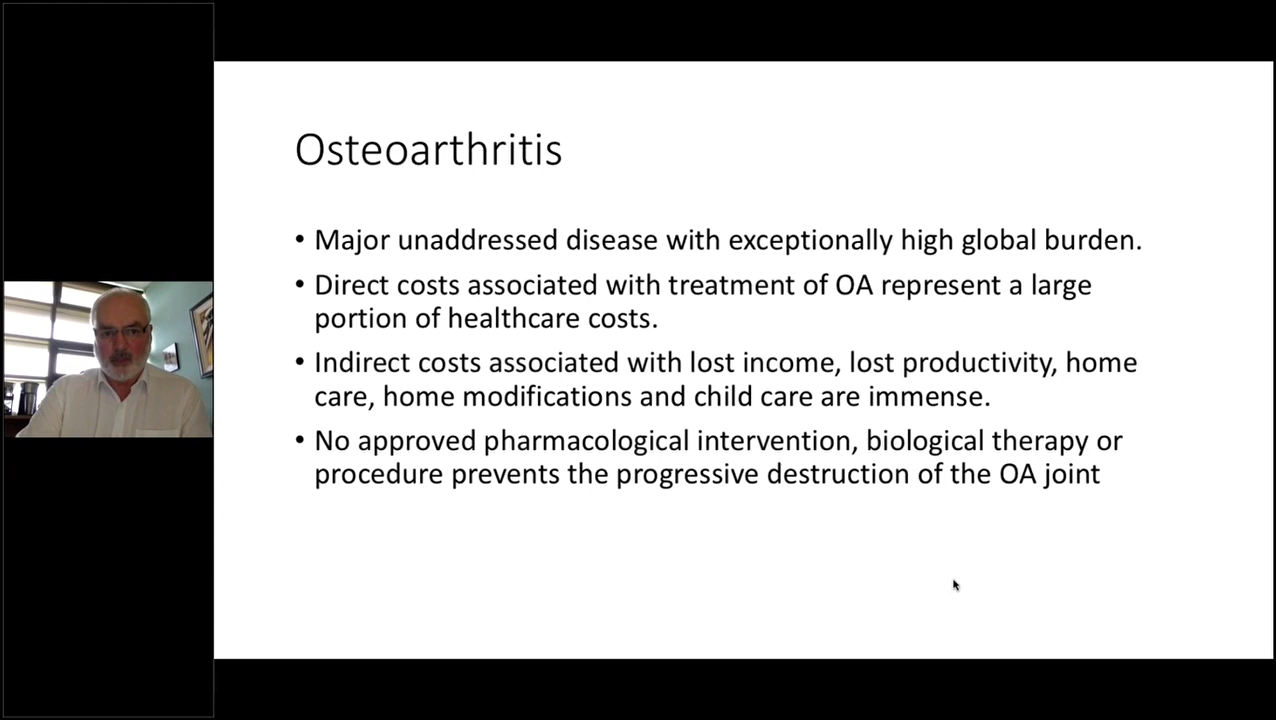 Osteoarthritis
• Major unaddressed disease with exceptionally high global burden.
• Direct costs associated with treatment of OA represent a large
portion of healthcare costs.
• Indirect costs associated with lost income, lost productivity, home
care, home modifications and child care are immense.
• No approved pharmacological intervention, biological therapy or
procedure prevents the progressive destruction of the OA joint